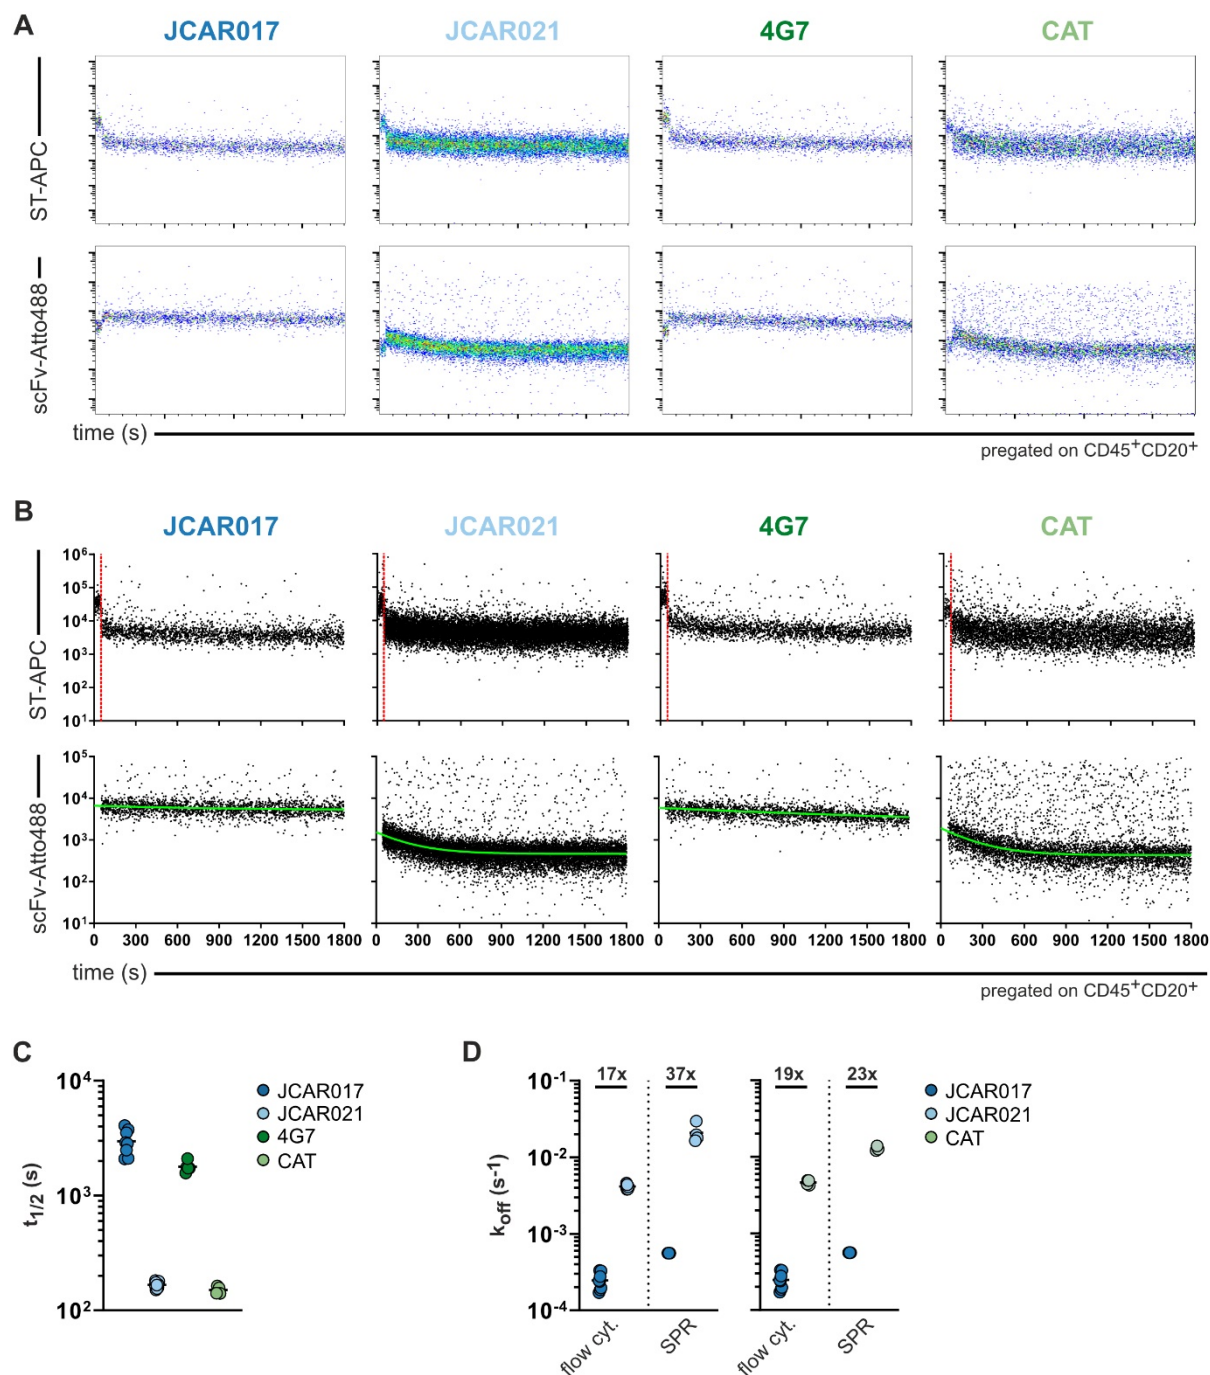 A
JCAR017 JCAR021 4G7 CAT
ST-APC
scFv-Atto488
time (s)
pregated on CD45+CD20+
B
JCAR017 JCAR021 4G7 CAT
ST-APC
10^6
10^5
10^4
10^3
10^2
10^1
scFv-Atto488
10^5
10^4
10^3
10^2
10^1
0 300 600 900 1200 1500 1800 0 300 600 900 1200 1500 1800 0 300 600 900 1200 1500 1800 0 300 600 900 1200 1500 1800
time (s)
pregated on CD45+CD20+
C
t1/2 (s)
10^4
10^3
10^2
JCAR017
JCAR021
4G7
CAT
D
koff (s-1)
17x 37x 19x 23x
10^-1
10^-2
10^-3
10^-4
flow cyt. SPR flow cyt. SPR
JCAR017
JCAR021
CAT